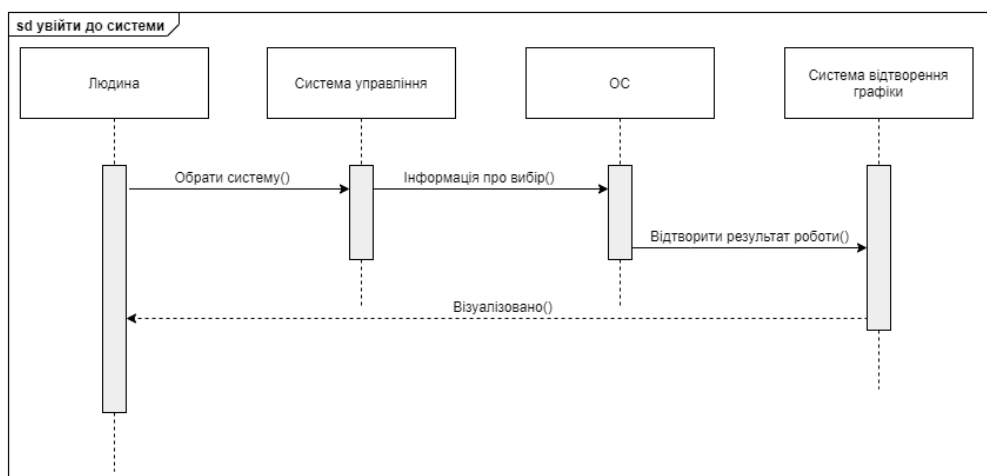 sd увійти до системи
Людина
Система управління
ОС
Система відтворення
графіки
Обрати систему()
Інформація про вибір()
Відтворити результат роботи()
Візуалізовано()